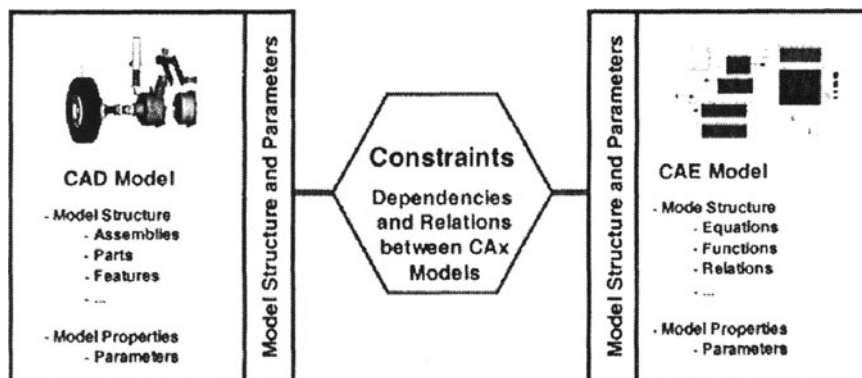 CAD Model
- Model Structure
- Assemblies
- Parts
- Features
- ...
- Model Properties
- Parameters
Model Structure and Parameters
Constraints
Dependencies
and Relations
between CAx
Models
Model Structure and Parameters
CAE Model
- Mode Structure
- Equations
- Functions
- Relations
- ...
- Model Properties
- Parameters